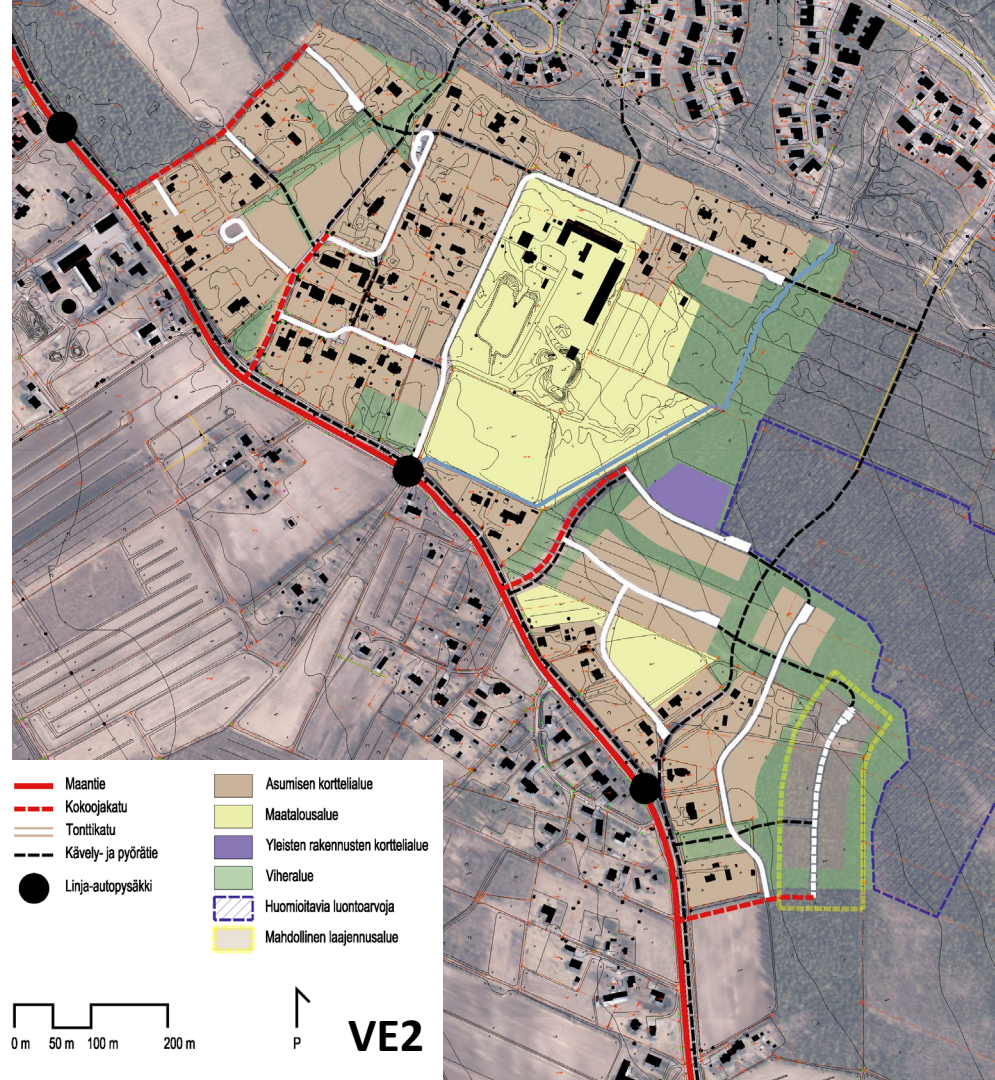 Maantie
Kokoojakatu
Tonttikatu
Kävely- ja pyörätie
Linja-autopysäkki
Asumisen korttelialue
Maatalousalue
Yleisten rakennusten korttelialue
Viheralue
Huomioitavia luontoarvoja
Mahdollinen laajennusalue
0 m 50 m 100 m 200 m
P
VE2